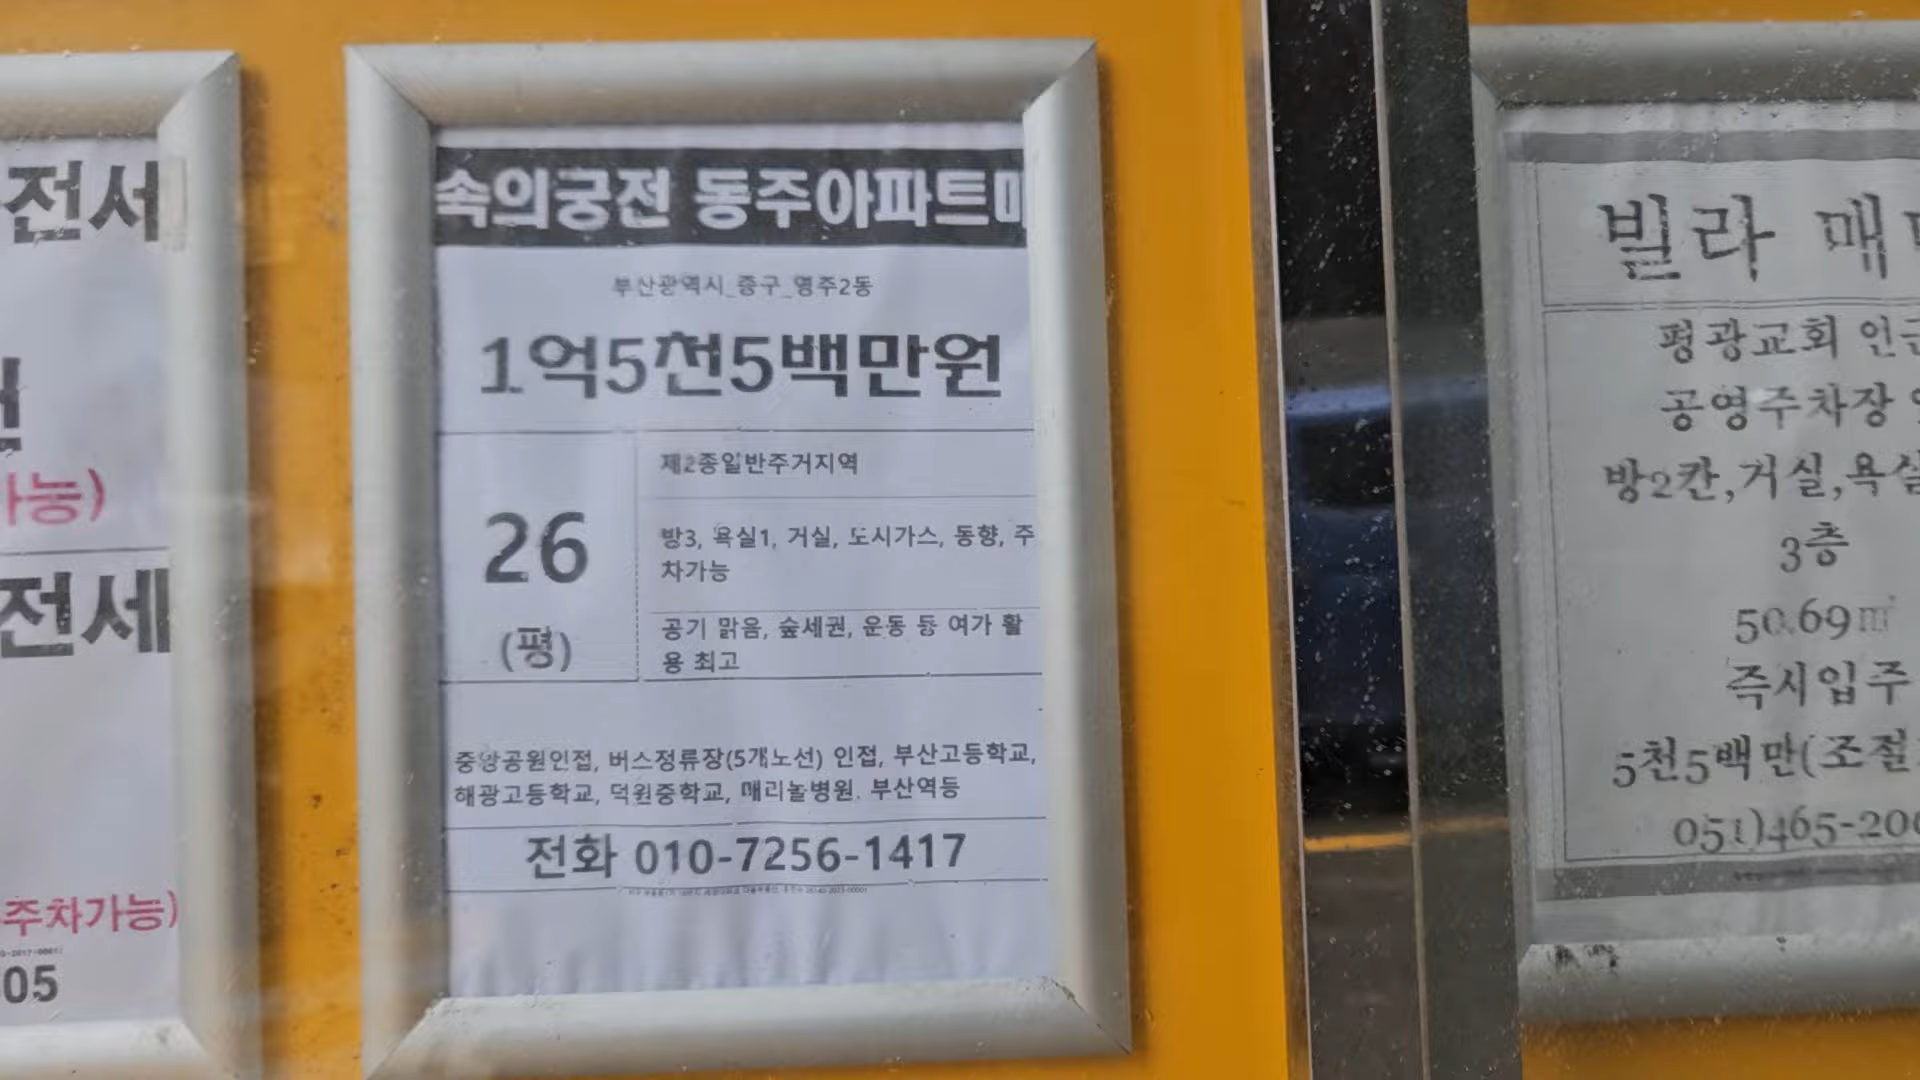 전세
가능)
전세
주차가능)
05
속의궁전 동주아파트매
부산광역시_중구_영주2동
1억5천5백만원
26
(평)
제2종일반주거지역
방3, 욕실1, 거실, 도시가스, 동향, 주
차가능
공기 맑음, 숲세권, 운동 등 여가 활
용 최고
중앙공원인접, 버스정류장(5개노선) 인접, 부산고등학교,
해광고등학교, 덕원중학교, 매리놀병원, 부산역등
전화 010-7256-1417
빌라 매
평광교회 인근
공영주차장
방2칸,거실,욕실
3층
50.69㎡
즉시입주
5천5백만(조절
051)465-200